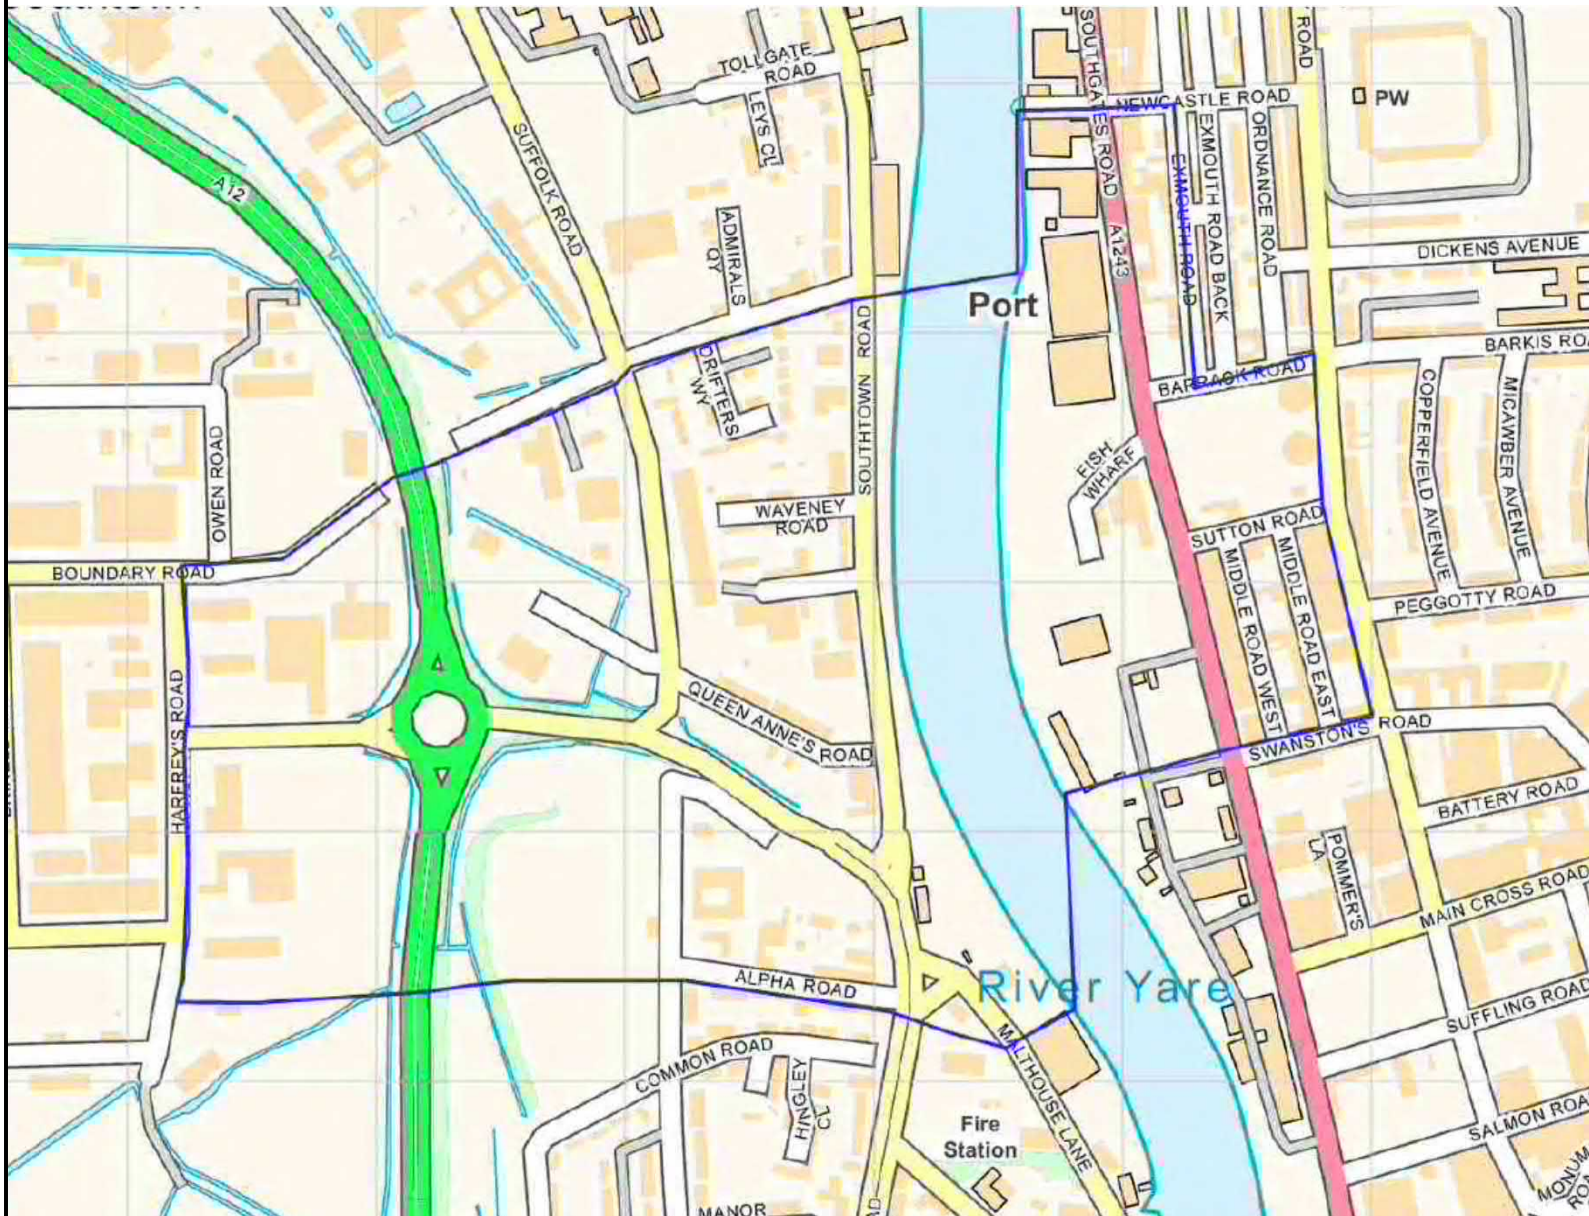 TOLLGATE
ROAD
LEYS CL
SUFFOLK ROAD
A12
ADMIRALS
QY
SOUTHGATES ROAD
NEWCASTLE ROAD
ROAD
PW
EXMOUTH ROAD
EXMOUTH ROAD BACK
ORDNANCE ROAD
A1243
DICKENS AVENUE
Port
BARKIS ROA
BARRACK ROAD
DRIFTERS
WY
SOUTHTOWN ROAD
COPPERFIELD AVENUE
MICAWBER AVENUE
OWEN ROAD
FISH
WHARF
WAVENEY
ROAD
SUTTON ROAD
BOUNDARY ROAD
MIDDLE ROAD WEST
MIDDLE ROAD EAST
PEGGOTTY ROAD
HARFREY'S ROAD
QUEEN ANNE'S ROAD
SWANSTON'S ROAD
BATTERY ROAD
POMMER'S
LA
MAIN CROSS ROAD
ALPHA ROAD
River Yare
SUFFLING ROAD
COMMON ROAD
HINGLEY
CL
MALTHOUSE LANE
Fire
Station
SALMON ROA
MONUM
ROA
MANOR
AD